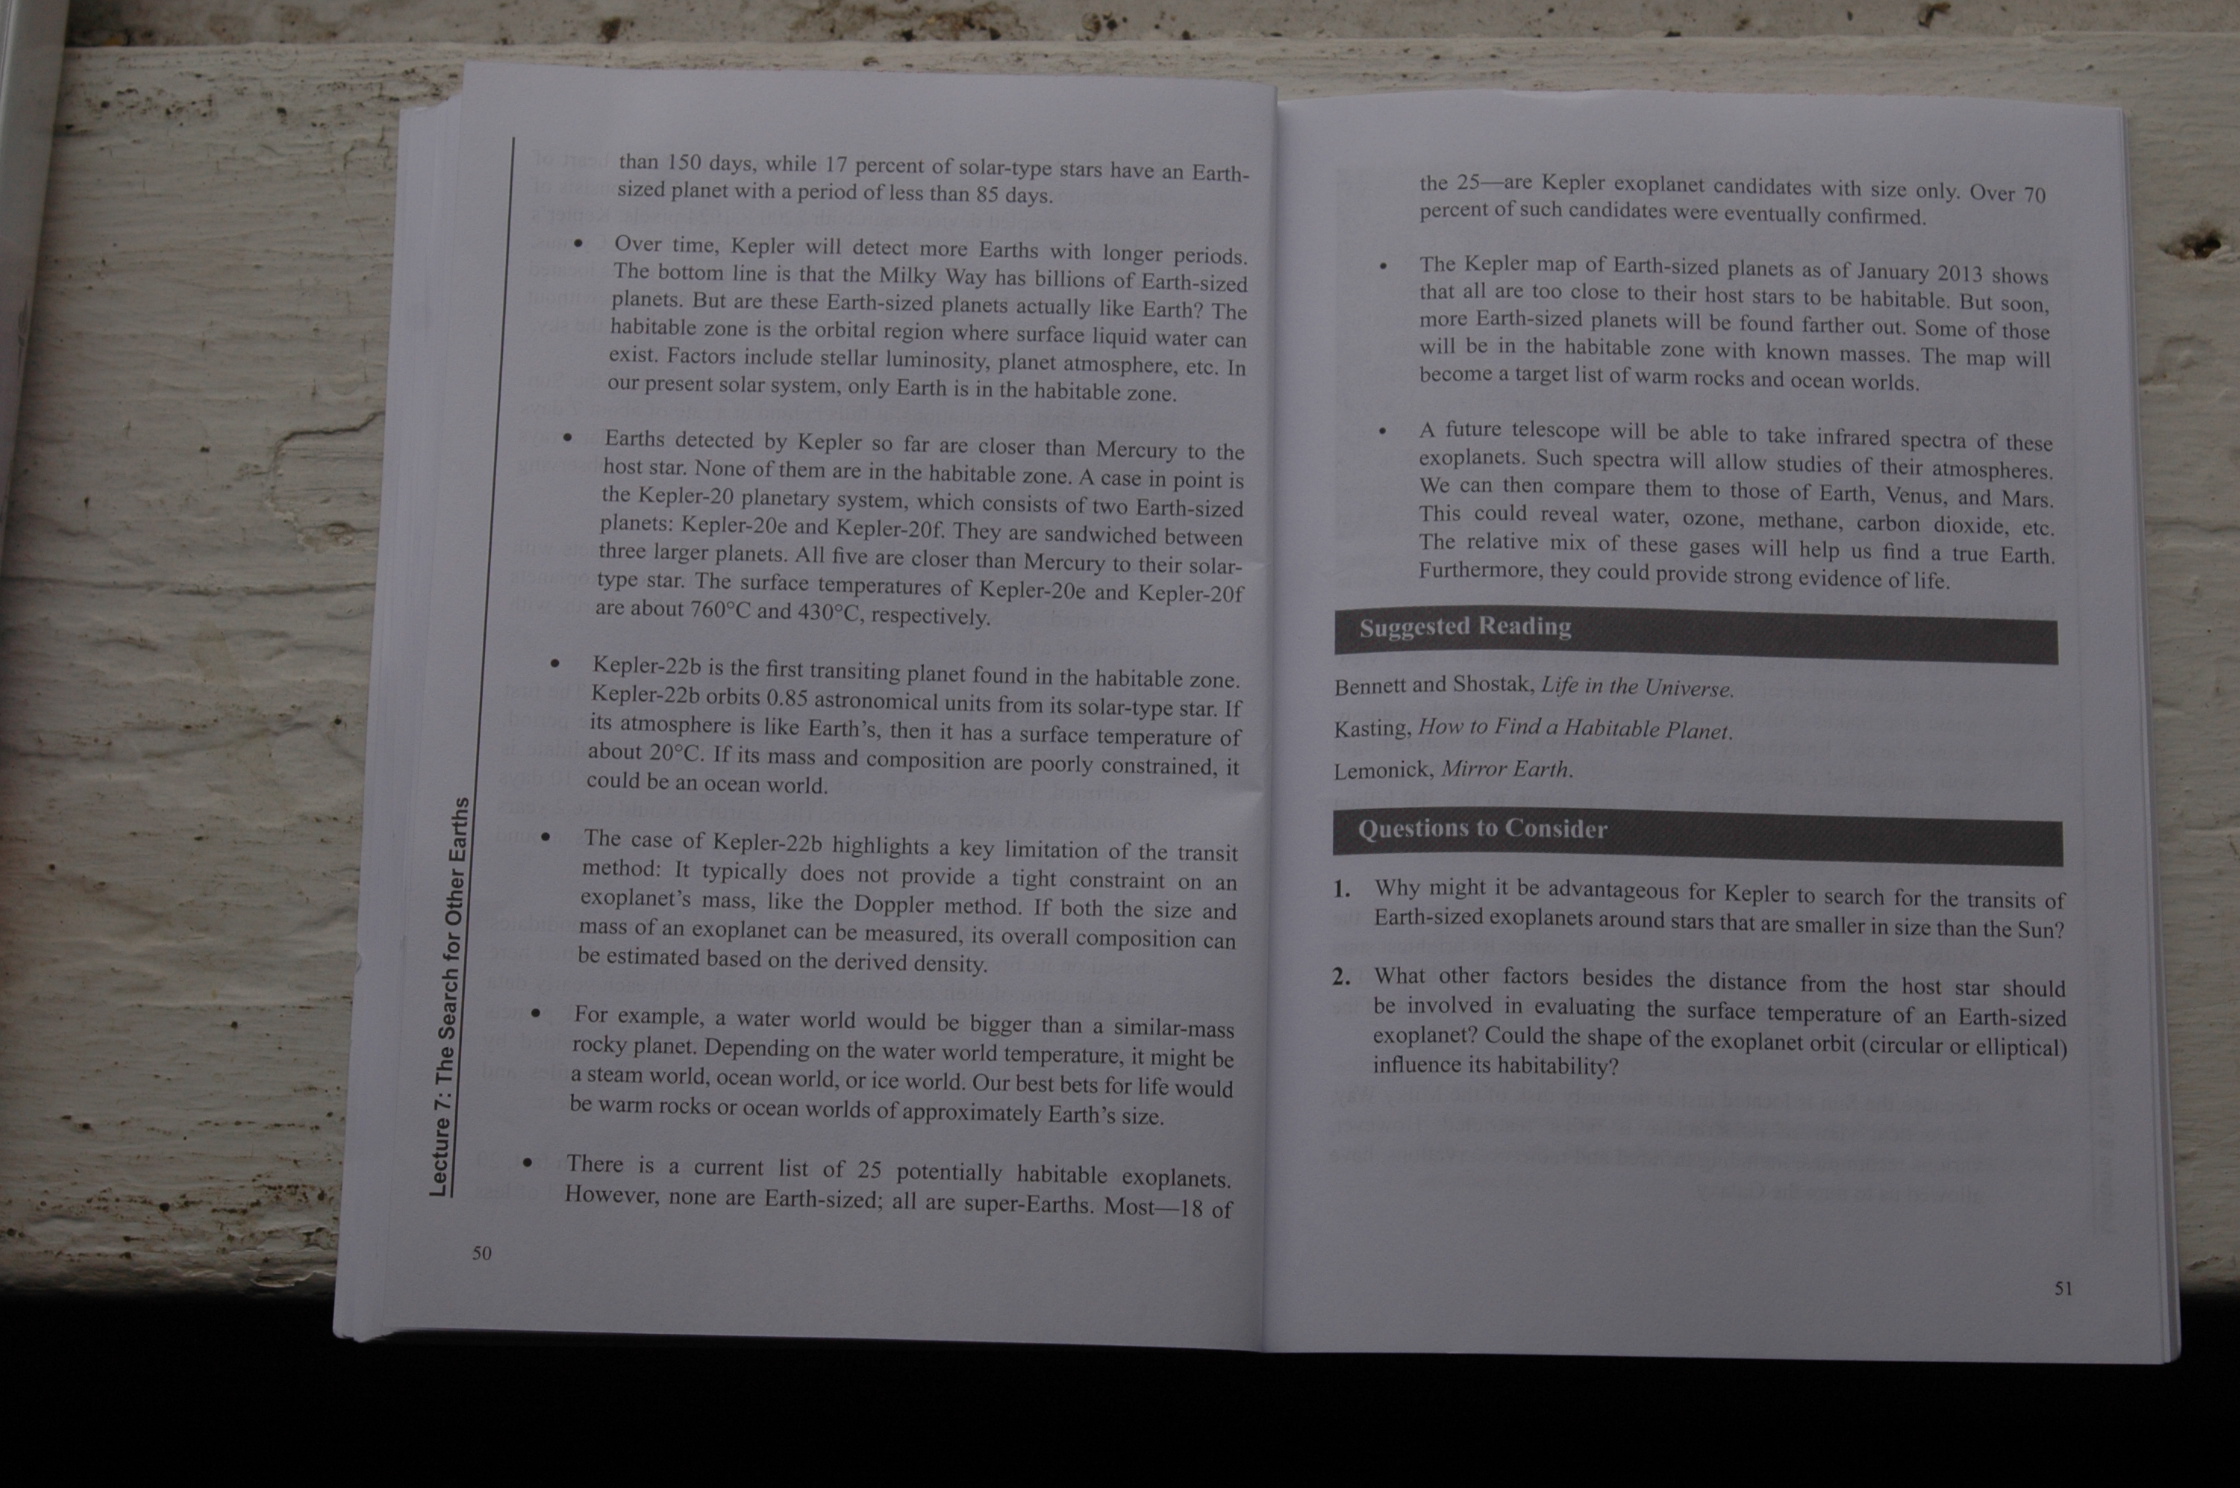 than 150 days, while 17 percent of solar-type stars have an Earth-
sized planet with a period of less than 85 days.
• Over time, Kepler will detect more Earths with longer periods.
The bottom line is that the Milky Way has billions of Earth-sized
planets. But are these Earth-sized planets actually like Earth? The
habitable zone is the orbital region where surface liquid water can
exist. Factors include stellar luminosity, planet atmosphere, etc. In
our present solar system, only Earth is in the habitable zone.
• Earths detected by Kepler so far are closer than Mercury to the
host star. None of them are in the habitable zone. A case in point is
the Kepler-20 planetary system, which consists of two Earth-sized
planets: Kepler-20e and Kepler-20f. They are sandwiched between
three larger planets. All five are closer than Mercury to their solar-
type star. The surface temperatures of Kepler-20e and Kepler-20f
are about 760°C and 430°C, respectively.
• Kepler-22b is the first transiting planet found in the habitable zone.
Kepler-22b orbits 0.85 astronomical units from its solar-type star. If
its atmosphere is like Earth's, then it has a surface temperature of
about 20°C. If its mass and composition are poorly constrained, it
could be an ocean world.
• The case of Kepler-22b highlights a key limitation of the transit
method: It typically does not provide a tight constraint on an
exoplanet's mass, like the Doppler method. If both the size and
mass of an exoplanet can be measured, its overall composition can
be estimated based on the derived density.
• For example, a water world would be bigger than a similar-mass
rocky planet. Depending on the water world temperature, it might be
a steam world, ocean world, or ice world. Our best bets for life would
be warm rocks or ocean worlds of approximately Earth's size.
• There is a current list of 25 potentially habitable exoplanets.
However, none are Earth-sized; all are super-Earths. Most—18 of
Lecture 7: The Search for Other Earths
50
the 25—are Kepler exoplanet candidates with size only. Over 70
percent of such candidates were eventually confirmed.
• The Kepler map of Earth-sized planets as of January 2013 shows
that all are too close to their host stars to be habitable. But soon,
more Earth-sized planets will be found farther out. Some of those
will be in the habitable zone with known masses. The map will
become a target list of warm rocks and ocean worlds.
• A future telescope will be able to take infrared spectra of these
exoplanets. Such spectra will allow studies of their atmospheres.
We can then compare them to those of Earth, Venus, and Mars.
This could reveal water, ozone, methane, carbon dioxide, etc.
The relative mix of these gases will help us find a true Earth.
Furthermore, they could provide strong evidence of life.
Suggested Reading
Bennett and Shostak, Life in the Universe.
Kasting, How to Find a Habitable Planet.
Lemonick, Mirror Earth.
Questions to Consider
1. Why might it be advantageous for Kepler to search for the transits of
Earth-sized exoplanets around stars that are smaller in size than the Sun?
2. What other factors besides the distance from the host star should
be involved in evaluating the surface temperature of an Earth-sized
exoplanet? Could the shape of the exoplanet orbit (circular or elliptical)
influence its habitability?
51